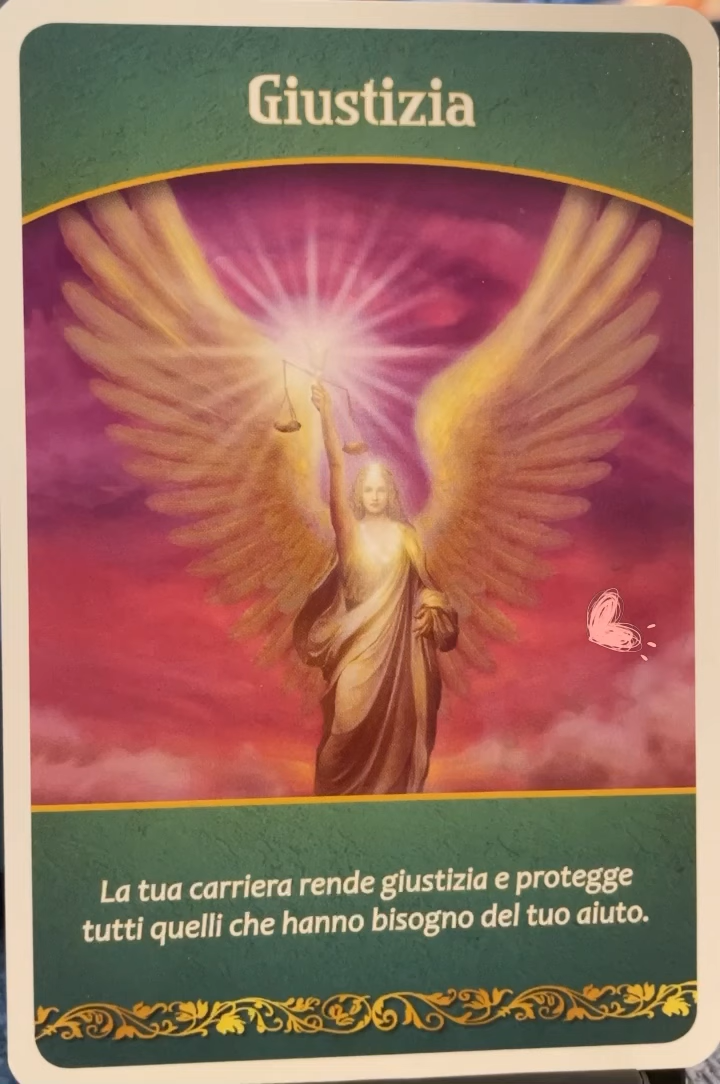 Giustizia
La tua carriera rende giustizia e protegge
tutti quelli che hanno bisogno del tuo aiuto.